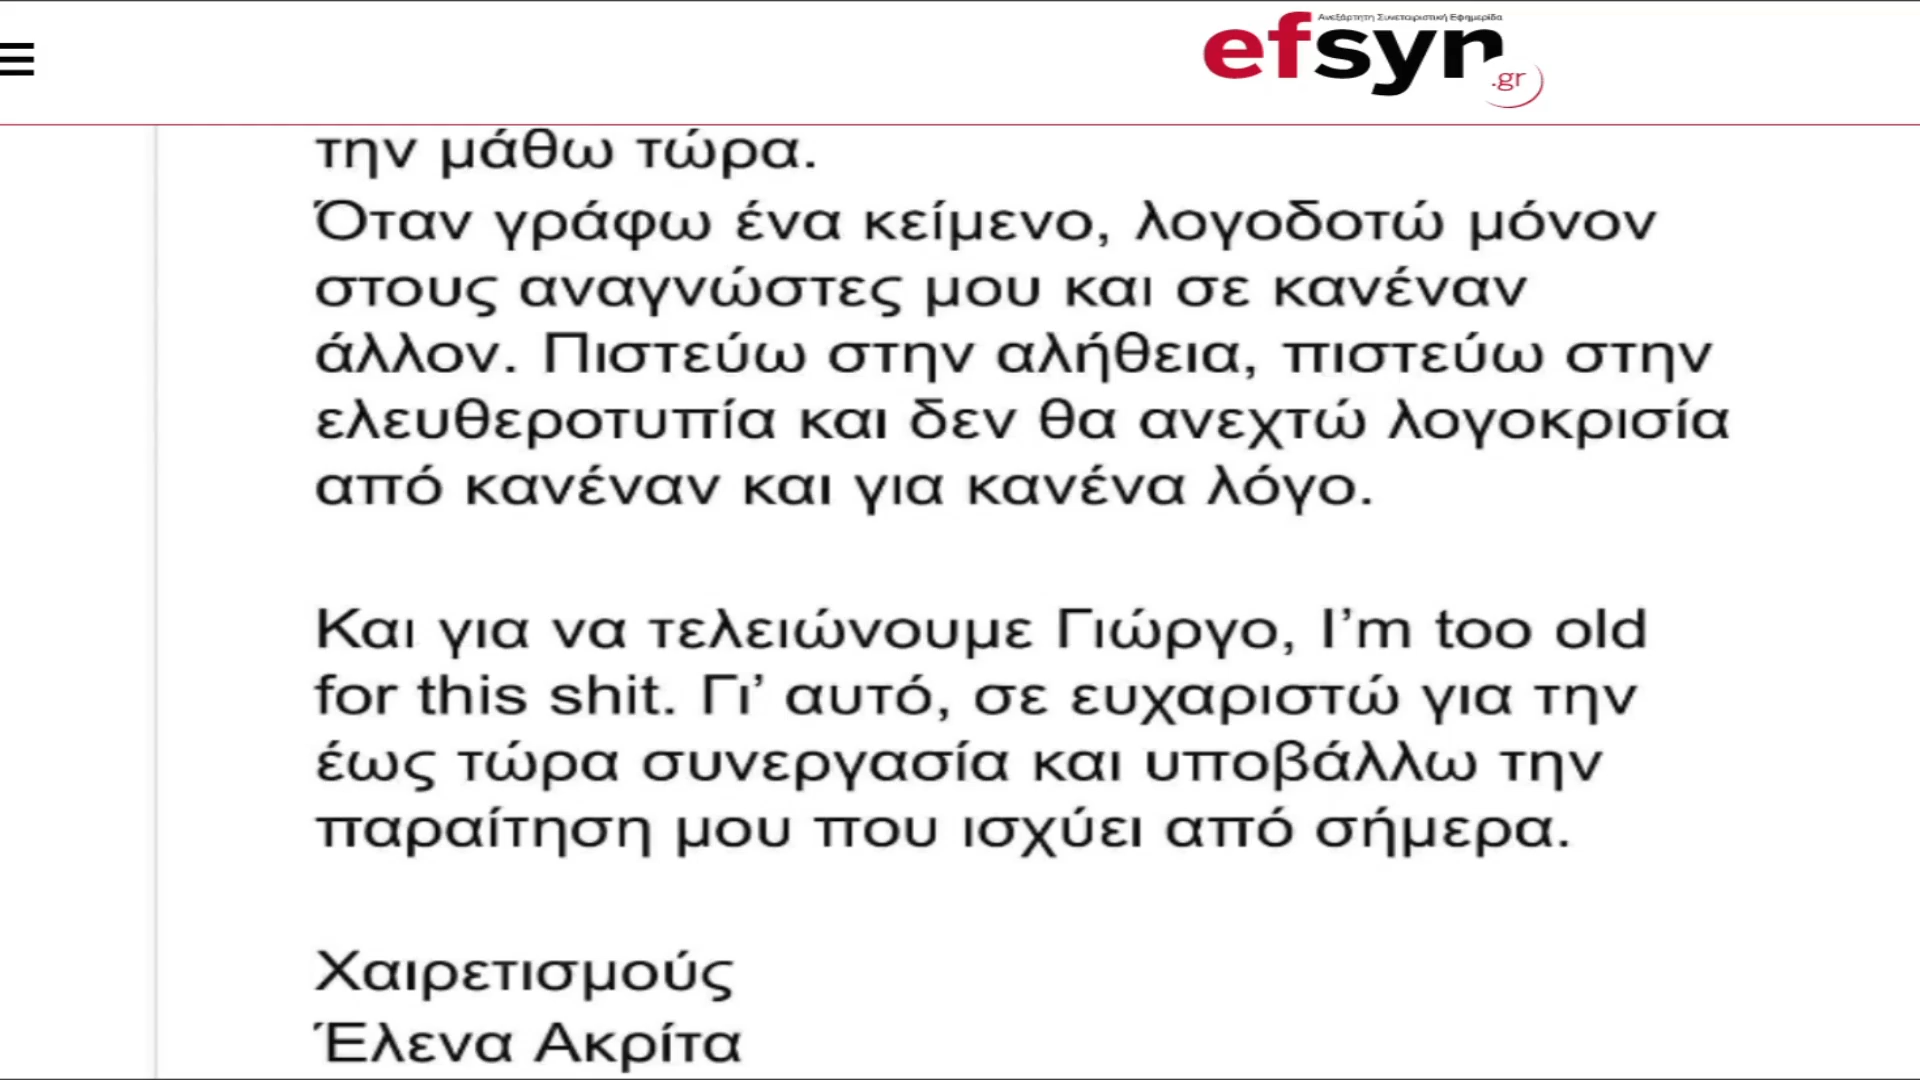 Ανεξάρτητη Συνεταιριστική Εφημερίδα
efsyn
.gr
την μάθω τώρα.
Όταν γράφω ένα κείμενο, λογοδοτώ μόνον
στους αναγνώστες μου και σε κανέναν
άλλον. Πιστεύω στην αλήθεια, πιστεύω στην
ελευθεροτυπία και δεν θα ανεχτώ λογοκρισία
από κανέναν και για κανένα λόγο.
Και για να τελειώνουμε Γιώργο, I’m too old
for this shit. Γι’ αυτό, σε ευχαριστώ για την
έως τώρα συνεργασία και υποβάλλω την
παραίτηση μου που ισχύει από σήμερα.
Χαιρετισμούς
Έλενα Ακρίτα